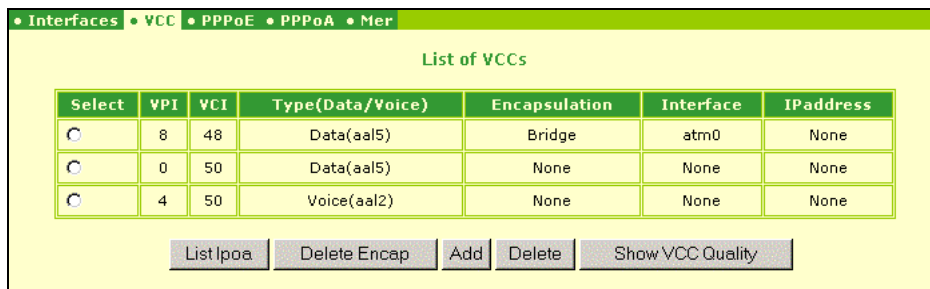 • Interfaces • VCC • PPPoE • PPPoA • Mer
List of VCCs
Select VPI VCI Type(Data/Voice) Encapsulation Interface IPaddress
8 48 Data(aal5) Bridge atm0 None
0 50 Data(aal5) None None None
4 50 Voice(aal2) None None None
List Ipoa Delete Encap Add Delete Show VCC Quality